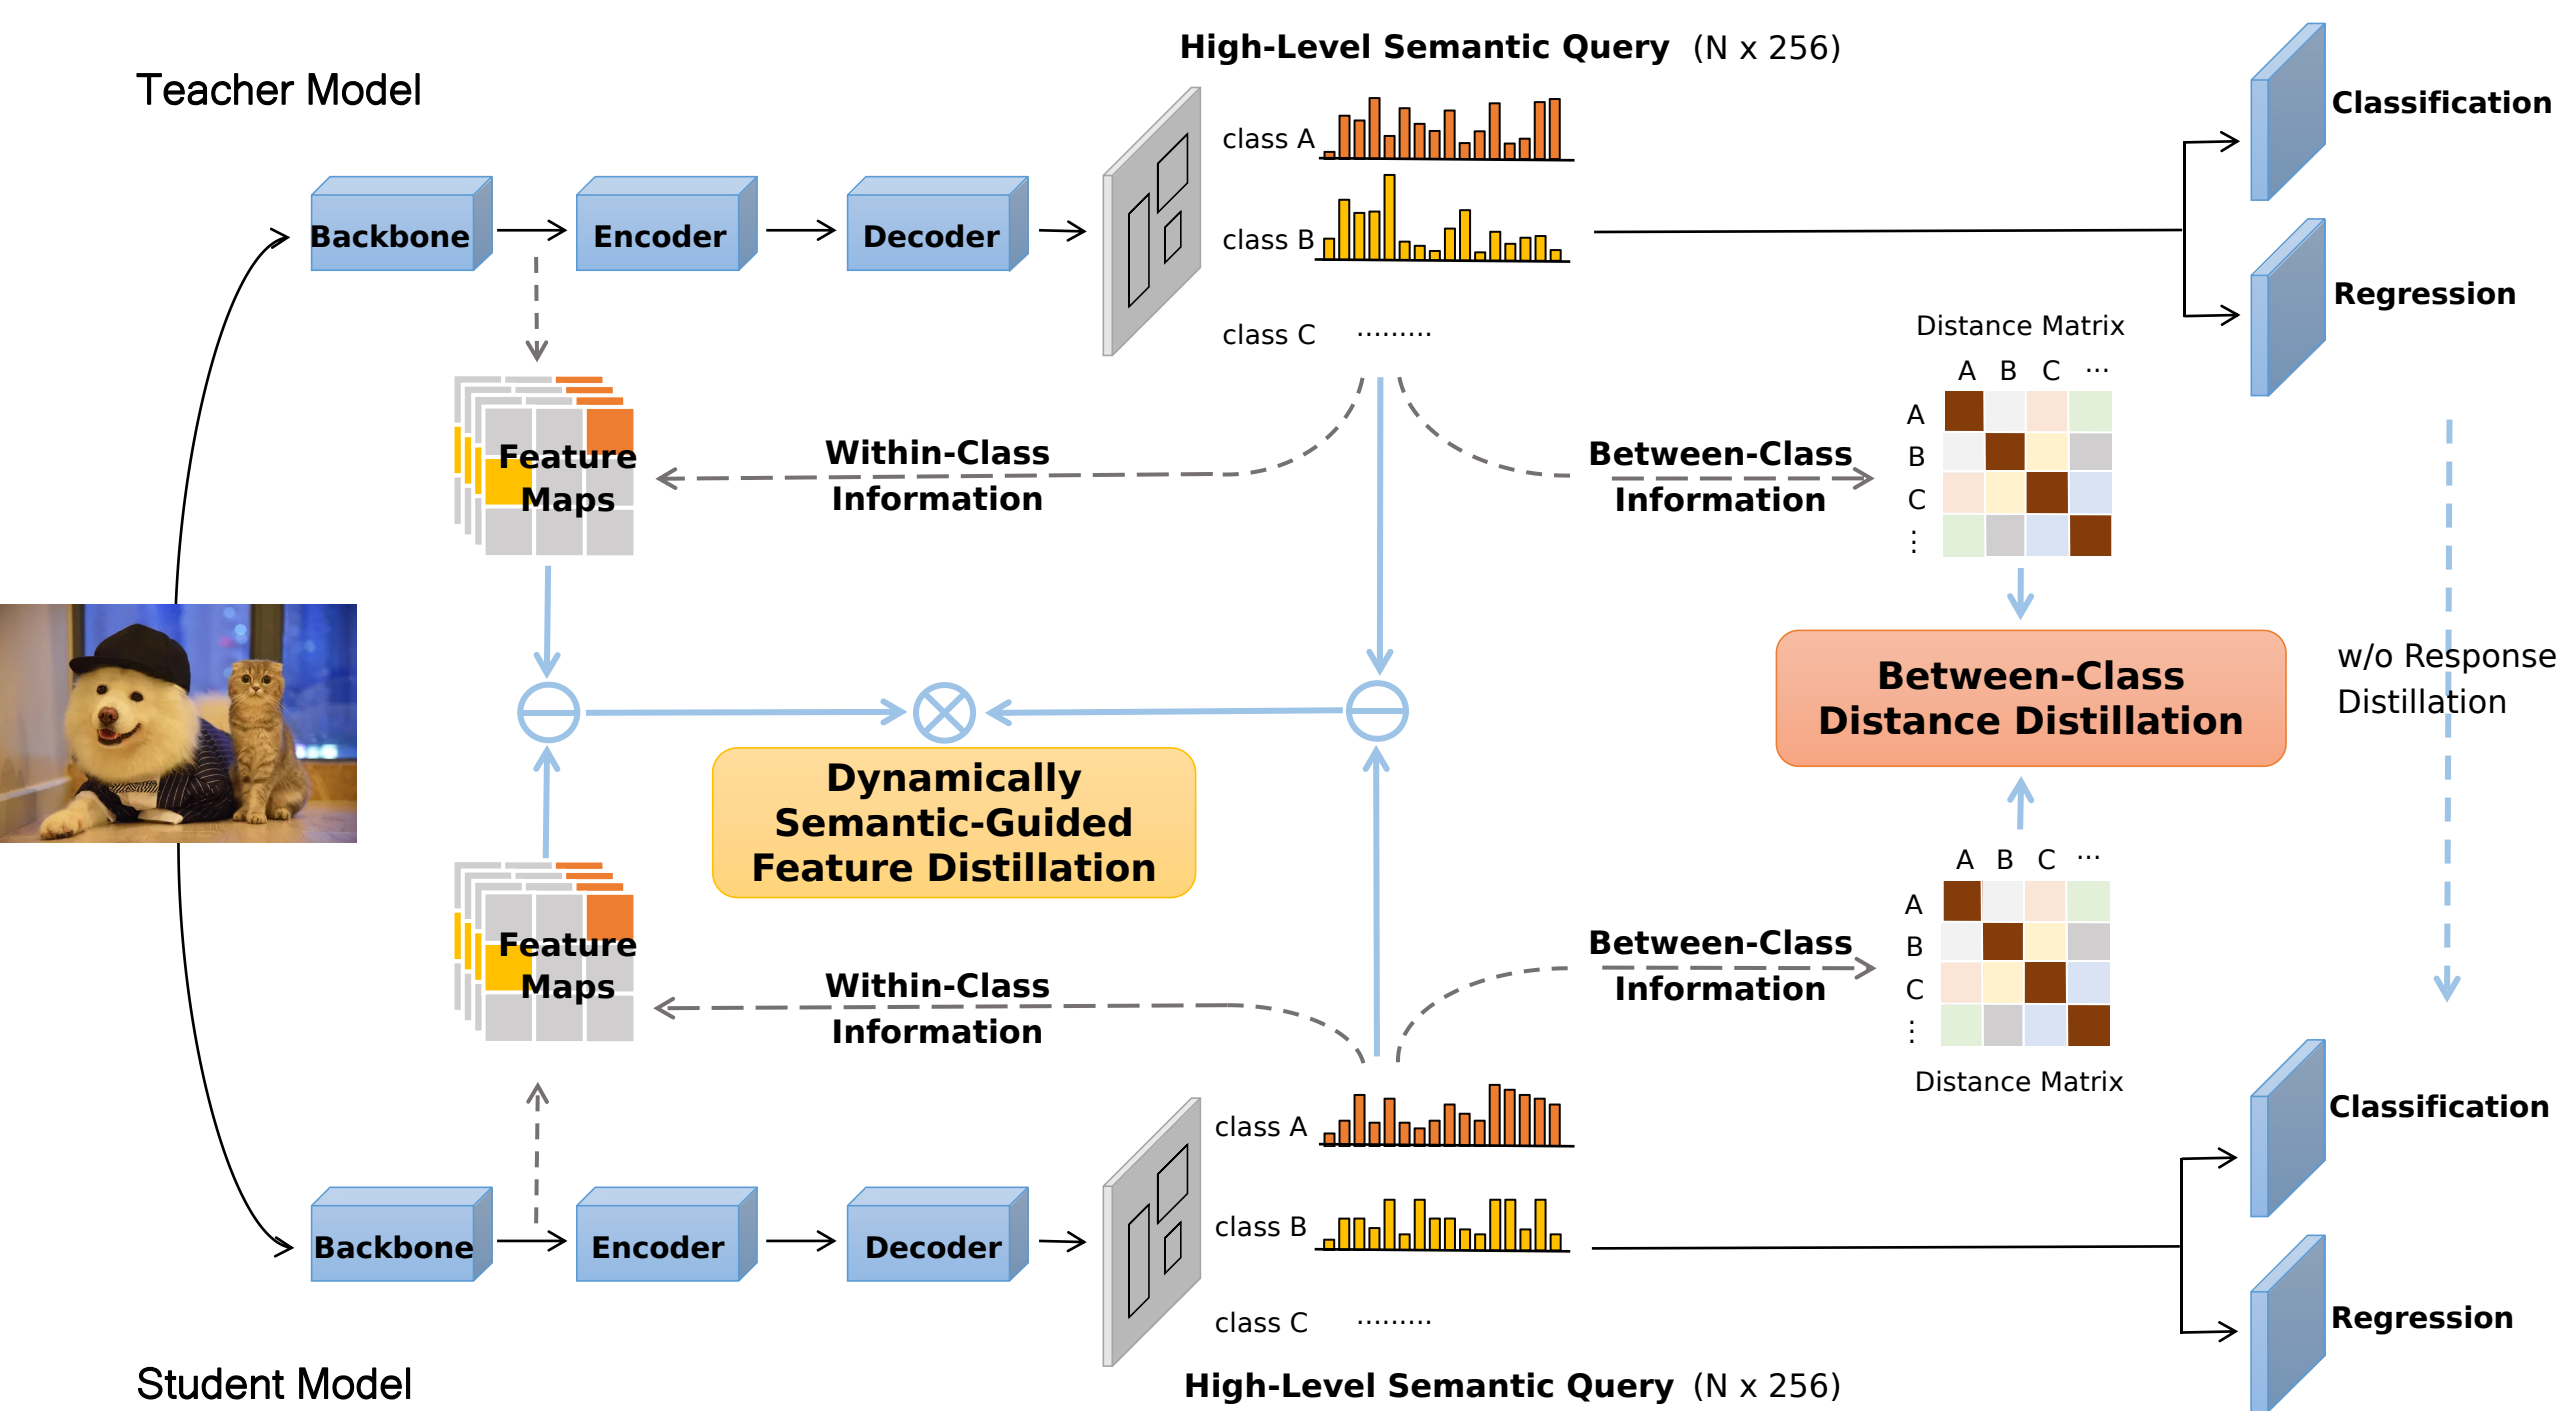 High-Level Semantic Query (N x 256)
Teacher Model
Classification
class A
Backbone
Encoder
Decoder
class B
Regression
class C .........
Distance Matrix
A B C ...
A
B
C
⋮
Feature
Maps
Within-Class
Information
Between-Class
Information
w/o Response
Distillation
Between-Class
Distance Distillation
Dynamically
Semantic-Guided
Feature Distillation
A B C ...
A
B
C
⋮
Distance Matrix
Feature
Maps
Within-Class
Information
Between-Class
Information
Classification
class A
Backbone
Encoder
Decoder
class B
Regression
class C .........
Student Model
High-Level Semantic Query (N x 256)